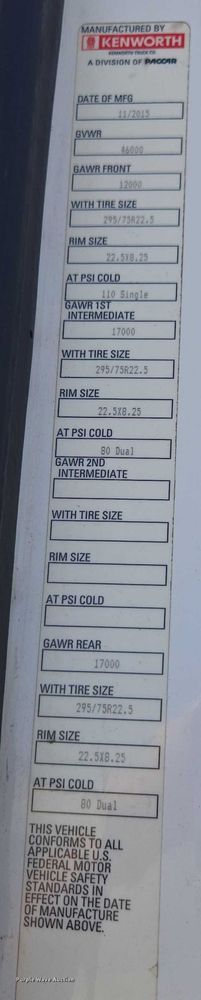 MANUFACTURED BY
KENWORTH
KENWORTH TRUCK CO.
A DIVISION OF PACCAR
DATE OF MFG
11/2015
GVWR
46000
GAWR FRONT
12000
WITH TIRE SIZE
295/75R22.5
RIM SIZE
22.5X8.25
AT PSI COLD
110 Single
GAWR 1ST
INTERMEDIATE
17000
WITH TIRE SIZE
295/75R22.5
RIM SIZE
22.5X8.25
AT PSI COLD
80 Dual
GAWR 2ND
INTERMEDIATE
WITH TIRE SIZE
RIM SIZE
AT PSI COLD
GAWR REAR
17000
WITH TIRE SIZE
295/75R22.5
RIM SIZE
22.5X8.25
AT PSI COLD
80 Dual
THIS VEHICLE
CONFORMS TO ALL
APPLICABLE U.S.
FEDERAL MOTOR
VEHICLE SAFETY
STANDARDS IN
EFFECT ON THE DATE
OF MANUFACTURE
SHOWN ABOVE.
Purple Wave Auction